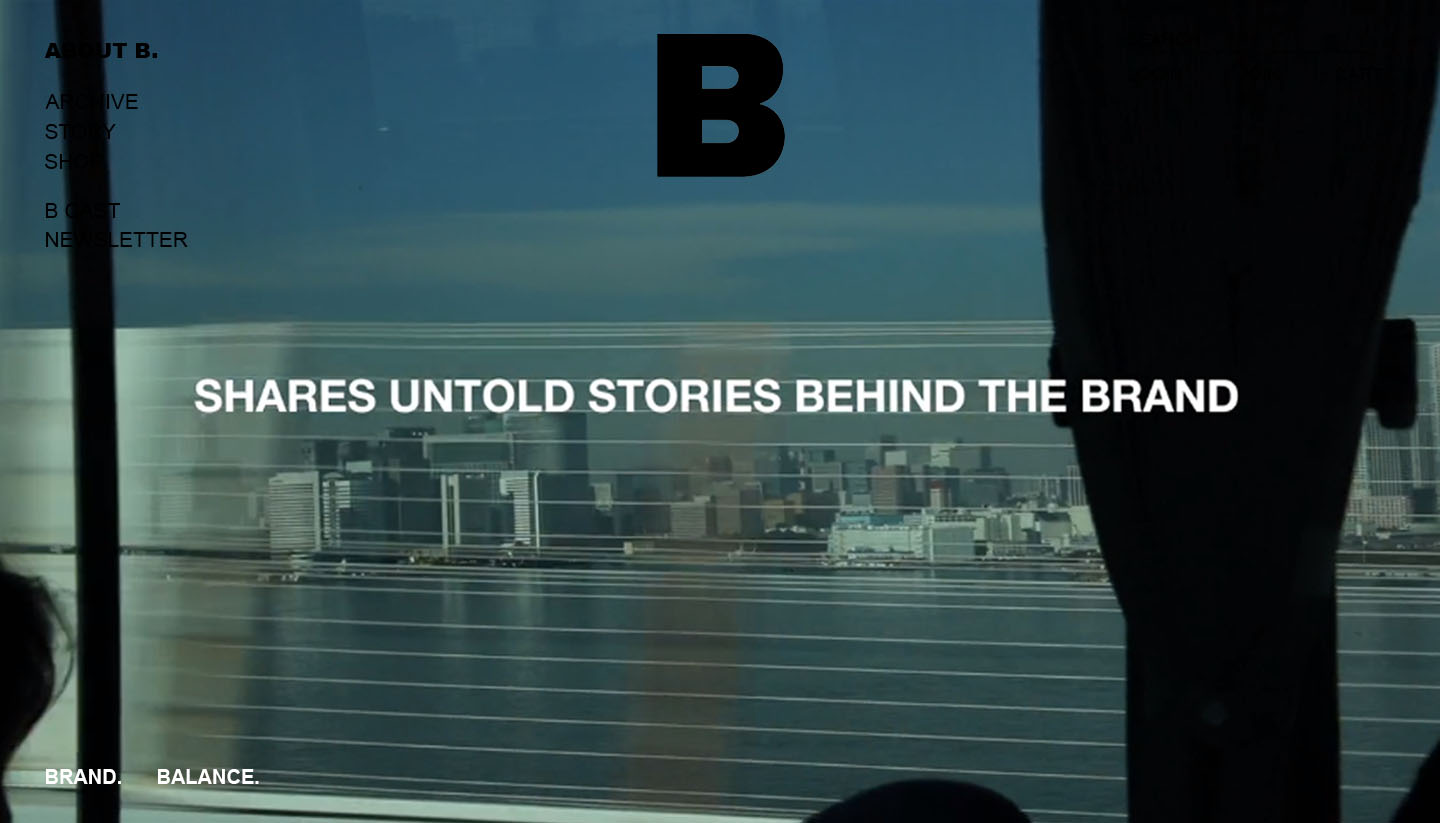 ABOUT B.
ARCHIVE
STORY
SHOP
B CAST
NEWSLETTER
B
SHARES UNTOLD STORIES BEHIND THE BRAND
BRAND. BALANCE.